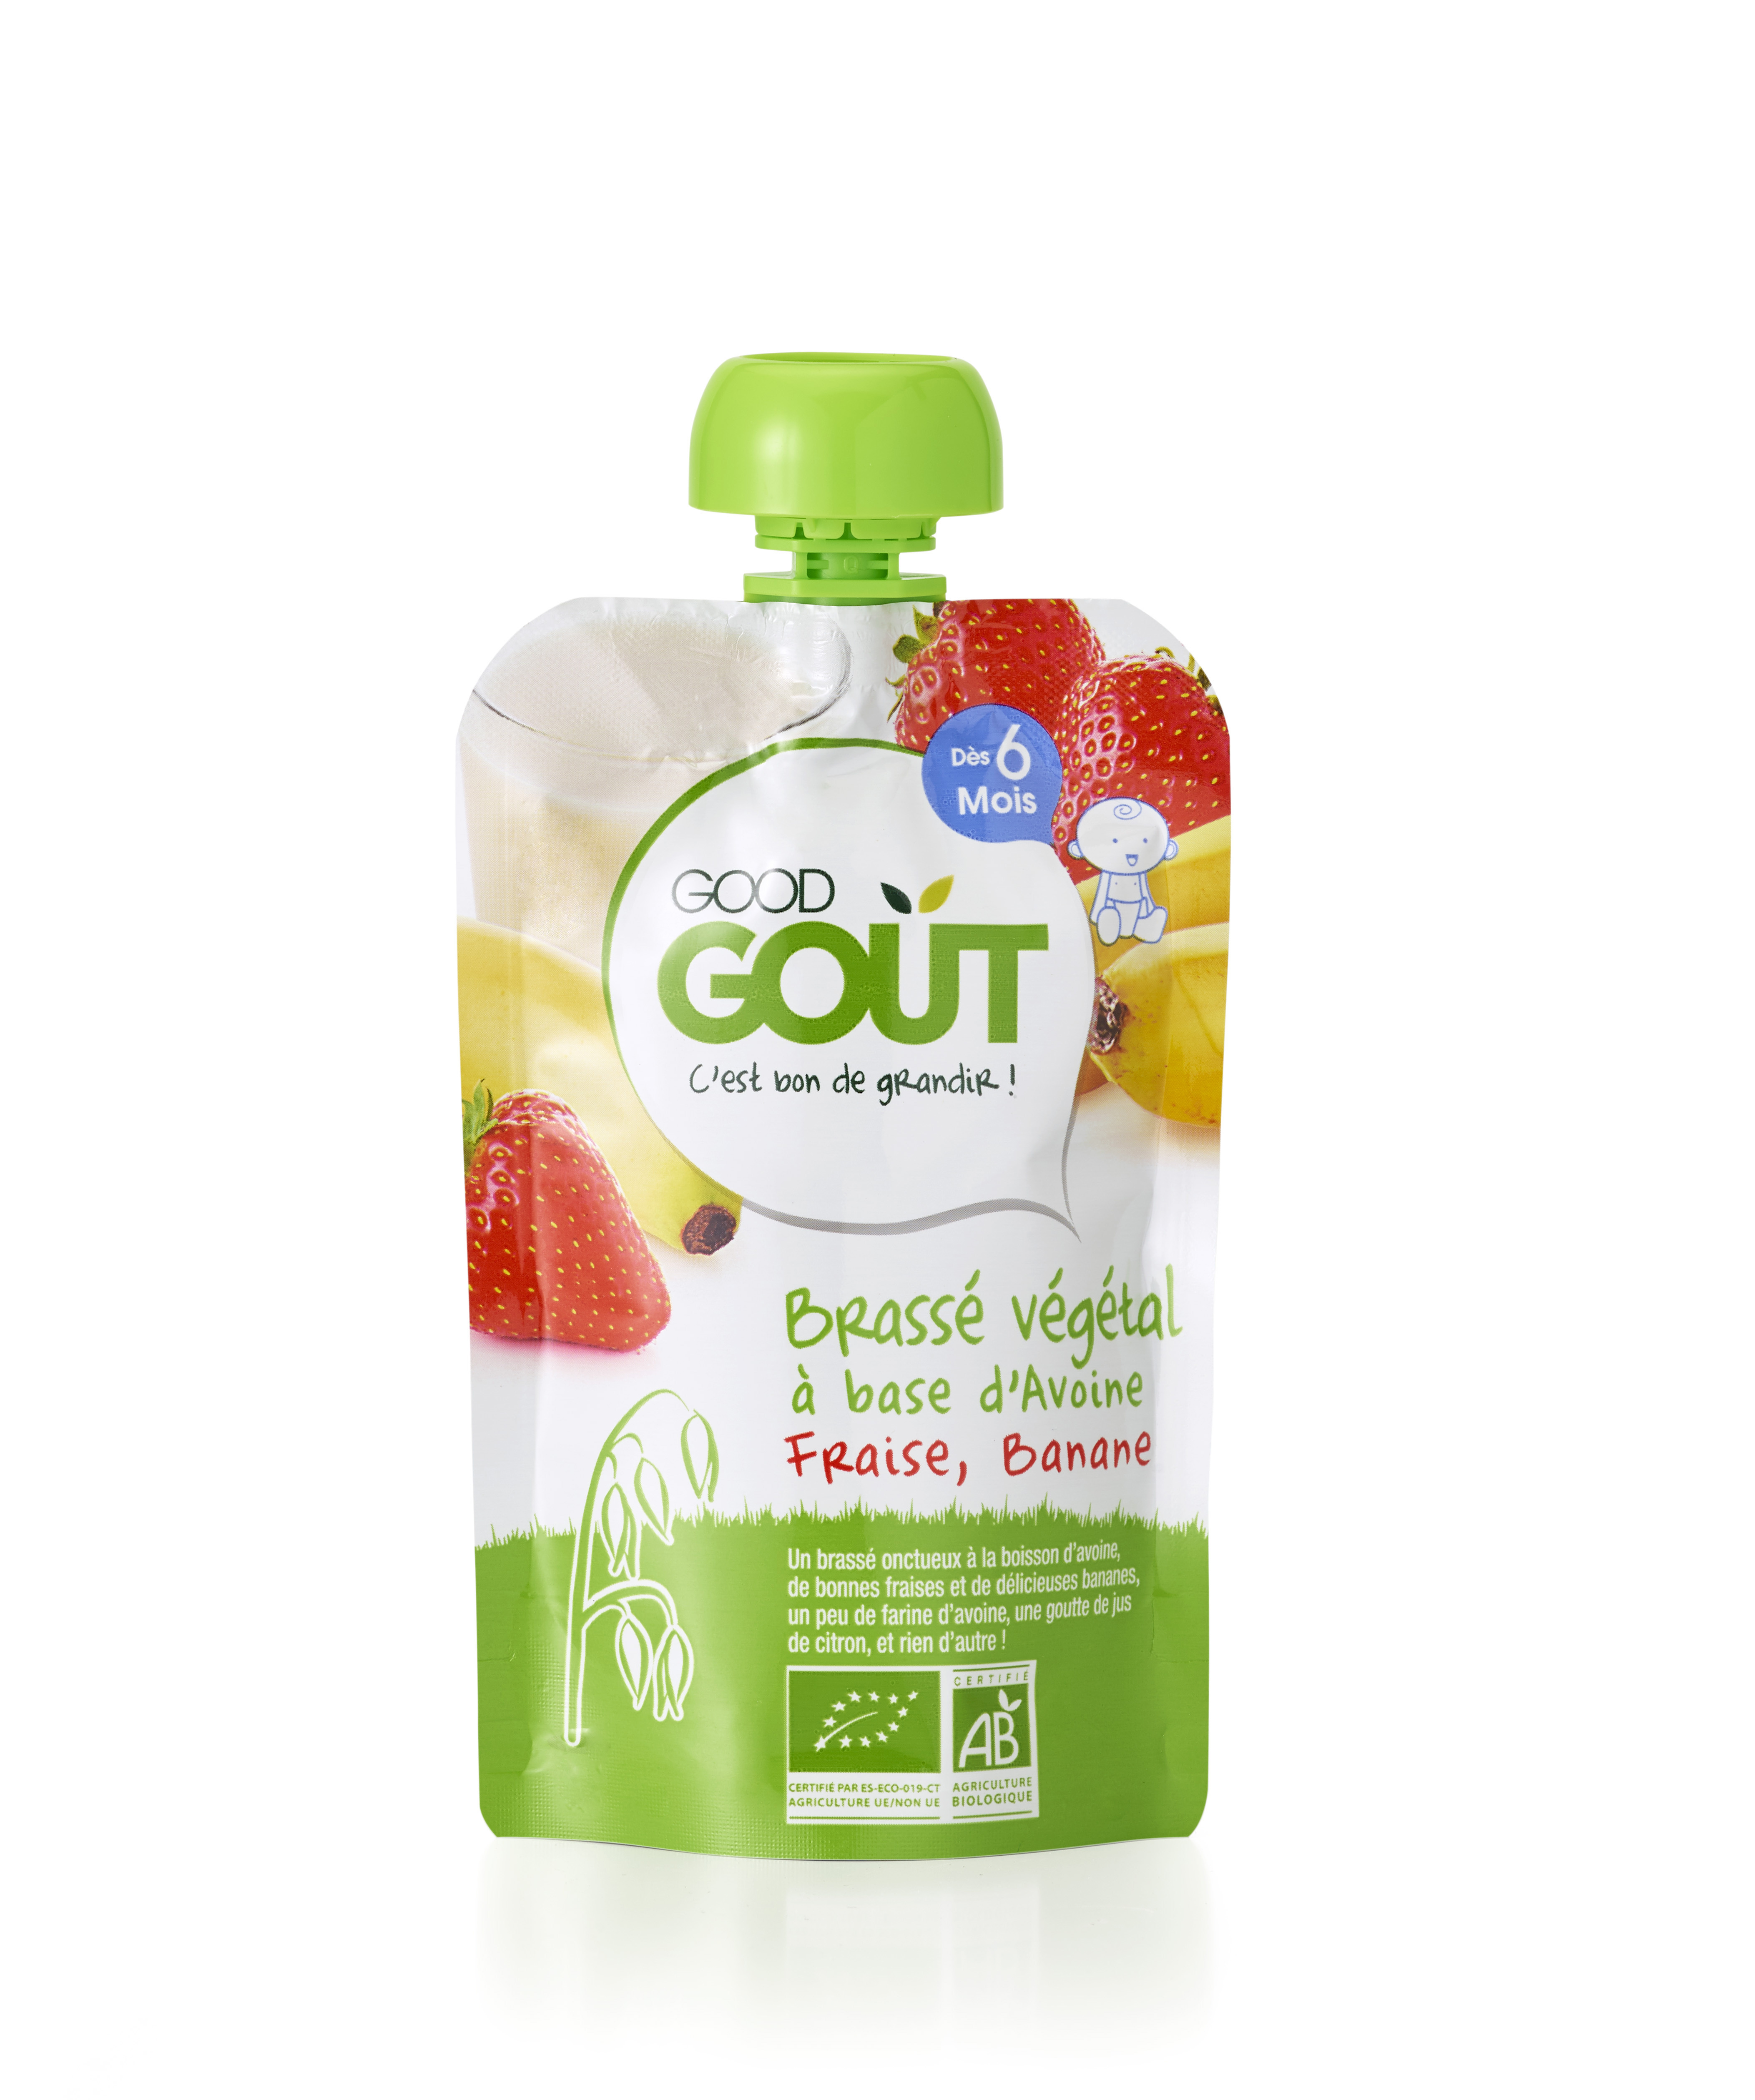 Dès 6
Mois
GOOD
GOÛT
C'est bon de grandir !
Brassé végétal
à base d'Avoine
Fraise, Banane
Un brassé onctueux à la boisson d'avoine,
de bonnes fraises et de délicieuses bananes,
un peu de farine d'avoine, une goutte de jus
de citron, et rien d'autre !
CERTIFIÉ PAR ES-ECO-019-CT
AGRICULTURE UE/NON UE
CERTIFIÉ
AB
AGRICULTURE
BIOLOGIQUE